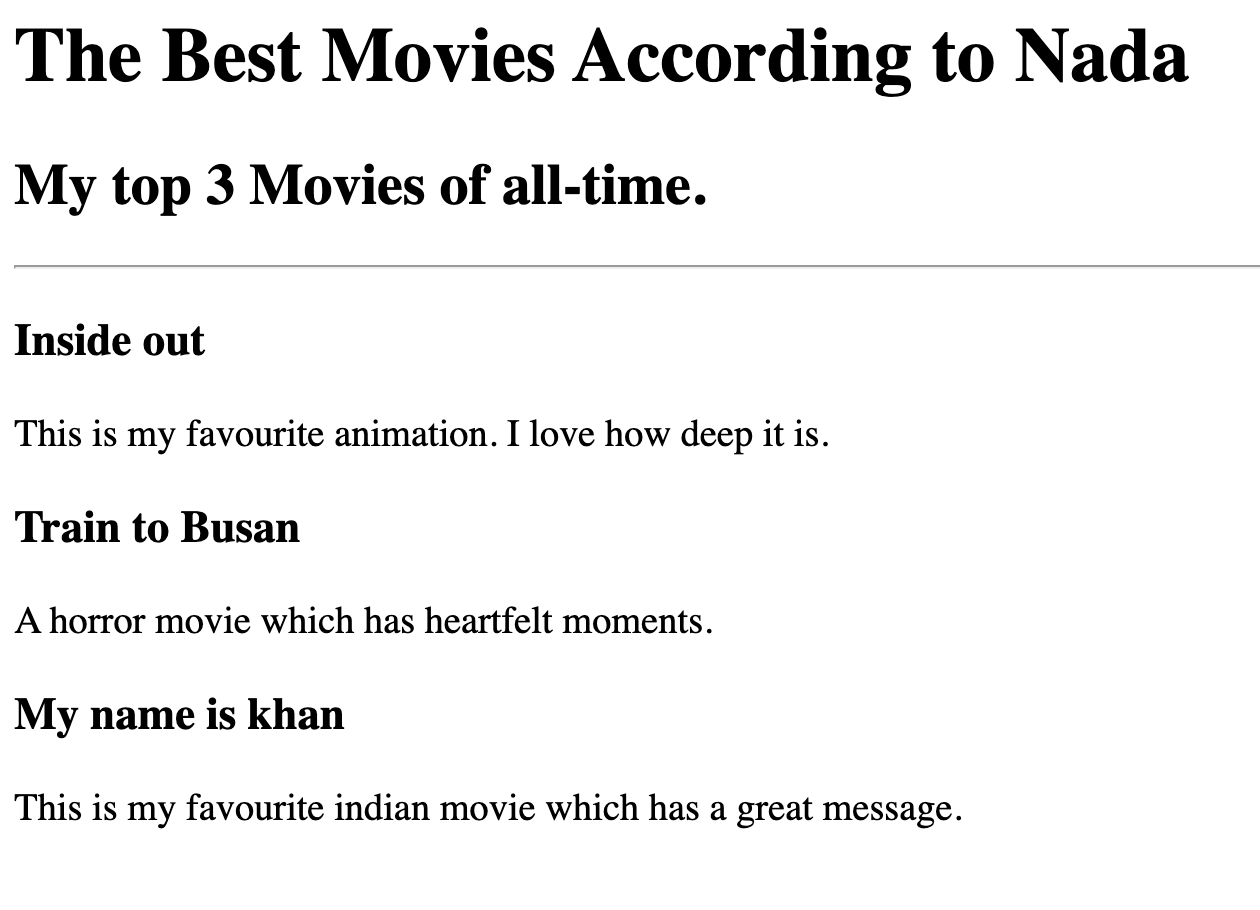 The Best Movies According to Nada
My top 3 Movies of all-time.
Inside out
This is my favourite animation. I love how deep it is.
Train to Busan
A horror movie which has heartfelt moments.
My name is khan
This is my favourite indian movie which has a great message.